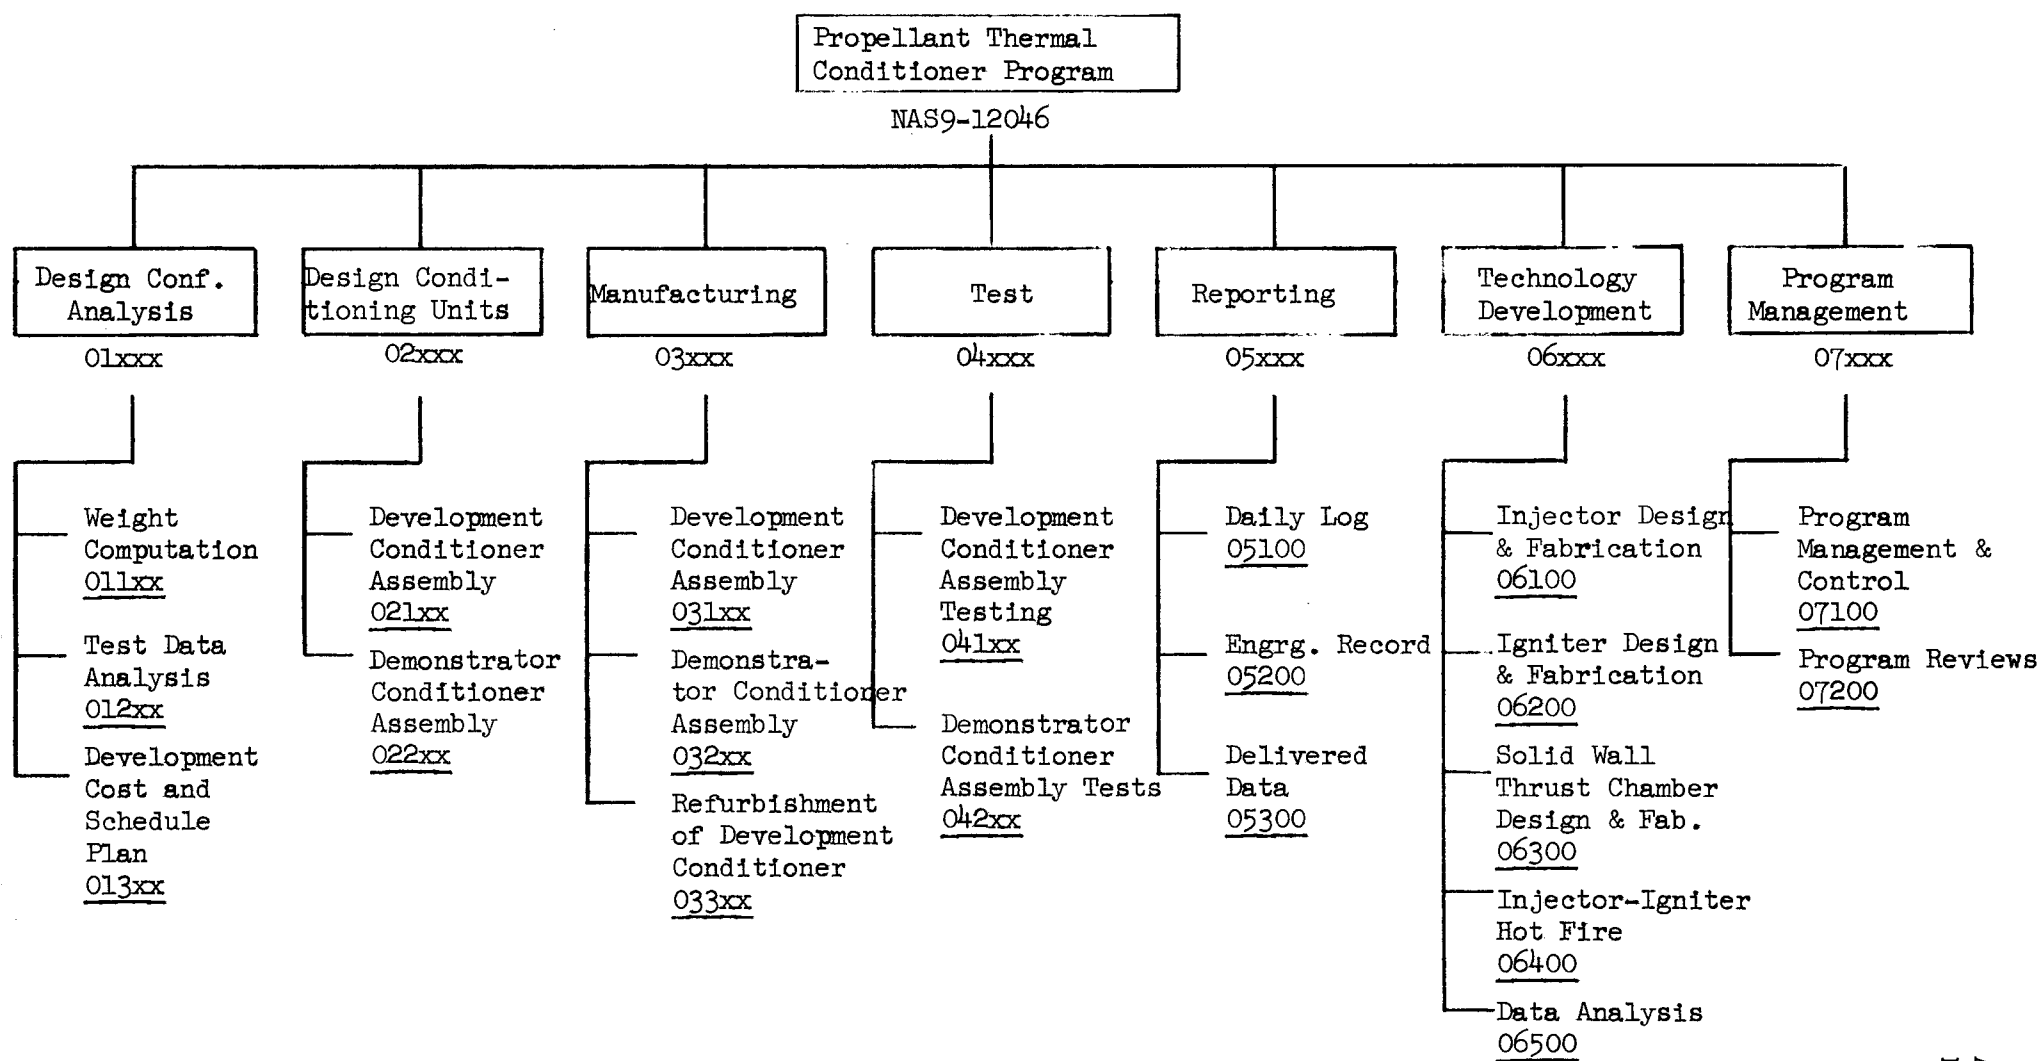 Propellant Thermal
Conditioner Program
NAS9-12046
Design Conf.
Analysis
01xxx
Design Condi-
tioning Units
02xxx
Manufacturing
03xxx
Test
04xxx
Reporting
05xxx
Technology
Development
06xxx
Program
Management
07xxx
Weight
Computation
011xx
Test Data
Analysis
012xx
Development
Cost and
Schedule
Plan
013xx
Development
Conditioner
Assembly
021xx
Demonstrator
Conditioner
Assembly
022xx
Development
Conditioner
Assembly
031xx
Demonstra-
tor Conditioner
Assembly
032xx
Refurbishment
of Development
Conditioner
033xx
Development
Conditioner
Assembly
Testing
041xx
Demonstrator
Conditioner
Assembly Tests
042xx
Daily Log
05100
Engrg. Record
05200
Delivered
Data
05300
Injector Design
& Fabrication
06100
Igniter Design
& Fabrication
06200
Solid Wall
Thrust Chamber
Design & Fab.
06300
Injector-Igniter
Hot Fire
06400
Data Analysis
06500
Program
Management &
Control
07100
Program Reviews
07200